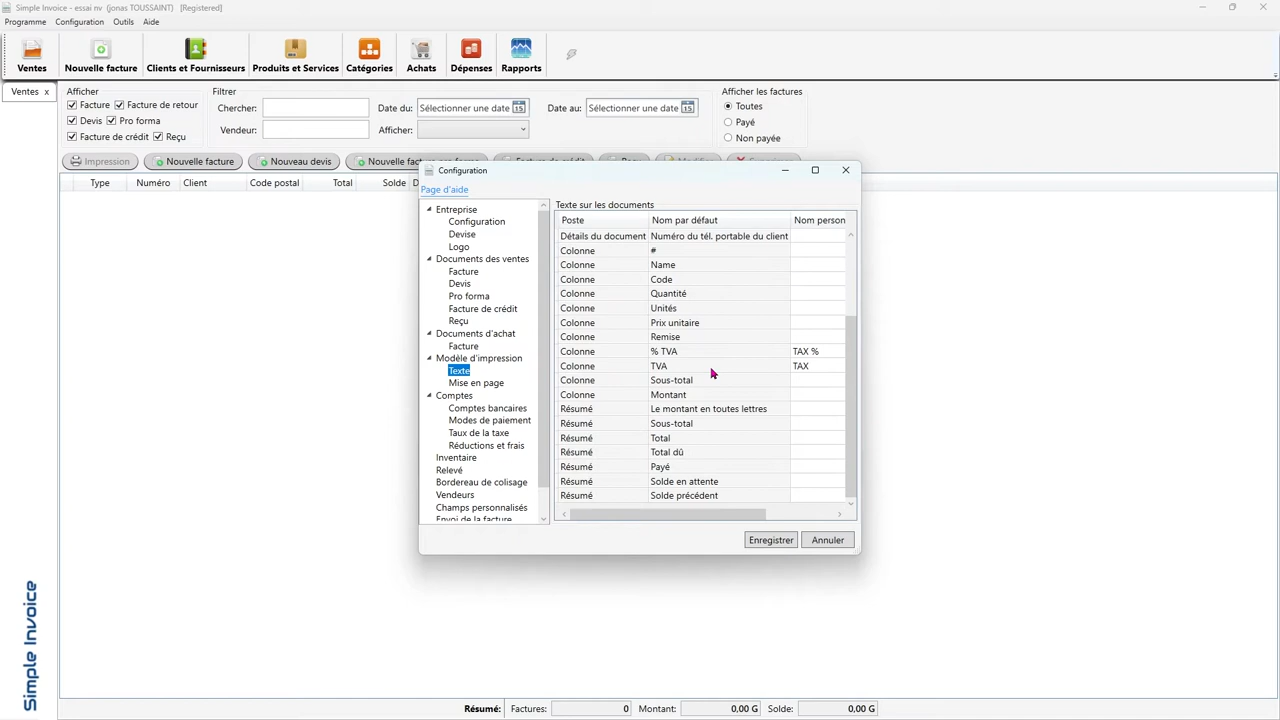 Simple Invoice - essai nv (jonas TOUSSAINT) [Registered]
Programme Configuration Outils Aide
Ventes Nouvelle facture Clients et Fournisseurs Produits et Services Catégories Achats Dépenses Rapports
Ventes x
Afficher Filtrer Afficher les factures
Facture Facture de retour Chercher: Date du: Sélectionner une date 15 Date au: Sélectionner une date 15 Toutes
Devis Pro forma Payé
Facture de crédit Reçu Vendeur: Afficher: Non payée
Impression Nouvelle facture Nouveau devis
Type Numéro Client Code postal Total Solde
Configuration
Page d'aide
Entreprise
Configuration
Devise
Logo
Documents des ventes
Facture
Devis
Pro forma
Facture de crédit
Reçu
Documents d'achat
Facture
Modèle d'impression
Texte
Mise en page
Comptes
Comptes bancaires
Modes de paiement
Taux de la taxe
Réductions et frais
Inventaire
Relevé
Bordereau de colisage
Vendeurs
Champs personnalisés
Envoi de la facture
Texte sur les documents
Poste Nom par défaut Nom person
Détails du document Numéro du tél. portable du client
Colonne #
Colonne Name
Colonne Code
Colonne Quantité
Colonne Unités
Colonne Prix unitaire
Colonne Remise
Colonne % TVA TAX %
Colonne TVA TAX
Colonne Sous-total
Colonne Montant
Résumé Le montant en toutes lettres
Résumé Sous-total
Résumé Total
Résumé Total dû
Résumé Payé
Résumé Solde en attente
Résumé Solde précédent
Enregistrer Annuler
Simple Invoice
Résumé: Factures: 0 Montant: 0,00 G Solde: 0,00 G